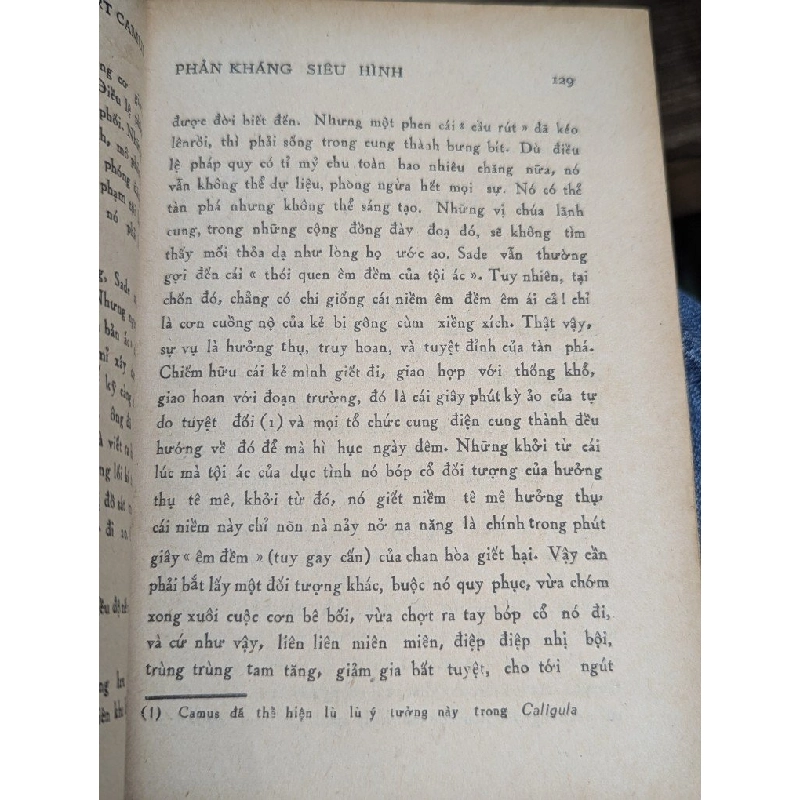 RT CAMUS
PHẢN KHÁNG SIÊU HÌNH
129
được đời biết đến. Nhưng một phen cái « cầu rút » đã kéo
lênrồi, thì phải sống trong cung thành bưng bít. Dù điều
lệ pháp quy có tỉ mỷ chu toàn bao nhiêu chăng nữa, nó
vẫn không thể dự liệu, phòng ngừa hết mọi sự. Nó có thể
tàn phá nhưng không thể sáng tạo. Những vị chúa lãnh
cung, trong những cộng đồng đày đoạ đó, sẽ không tìm
thấy mối thỏa dạ như lòng họ ước ao. Sade vẫn thường
gợi đến cái « thói quen êm đềm của tội ác ». Tuy nhiên, tại
chốn đó, chẳng có chi giống cái niềm êm đềm êm ái cả! chỉ
là cơn cuồng nộ của kẻ bị gông cùm xiềng xích. Thật vậy,
sự vụ là hưởng thụ, truy hoan, và tuyệt đỉnh của tàn phá.
Chiếm hữu cái kẻ mình giết đi, giao hợp với thống khổ,
giao hoan với đoạn trường, đó là cái giây phút kỳ ảo của tự
do tuyệt đối (1) và mọi tổ chức cung điện cung thành đều
hướng về đó để mà hì hục ngày đêm. Những khởi từ cái
lúc mà tội ác của dục tình nó bóp cổ đối tượng của hưởng
thụ tê mê, khởi từ đó, nó giết niềm tê mê hưởng thụ,
cái niềm này chỉ nõn nà nảy nở na năng là chính trong phút
giây « êm đềm » (tuy gay cấn) của chan hòa giết hại. Vậy cần
phải bắt lấy một đối tượng khác, buộc nó quy phục, vừa chớm
xong xuôi cuộc cơn bê bối, vừa chợt ra tay bóp cổ nó đi,
và cứ như vậy, liên liên miên miên, điệp điệp nhị bội,
trùng trùng tam tăng, giảm gia bất tuyệt, cho tới ngút
(1) Camus đã thể hiện lù lù ý tưởng này trong Caligula